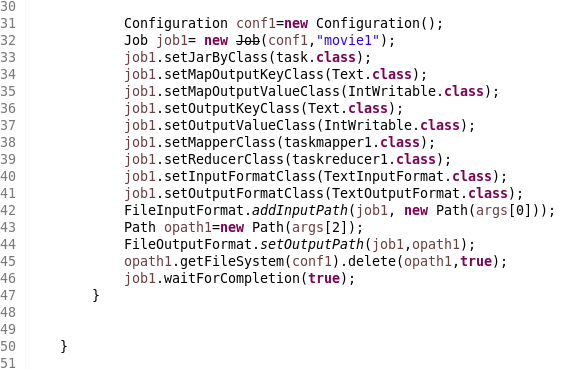 30
31 Configuration conf1=new Configuration();
32 Job job1= new Job(conf1,"movie1");
33 job1.setJarByClass(task.class);
34 job1.setMapOutputKeyClass(Text.class);
35 job1.setMapOutputValueClass(IntWritable.class);
36 job1.setOutputKeyClass(Text.class);
37 job1.setOutputValueClass(IntWritable.class);
38 job1.setMapperClass(taskmapper1.class);
39 job1.setReducerClass(taskreducer1.class);
40 job1.setInputFormatClass(TextInputFormat.class);
41 job1.setOutputFormatClass(TextOutputFormat.class);
42 FileInputFormat.addInputPath(job1, new Path(args[0]));
43 Path opath1=new Path(args[2]);
44 FileOutputFormat.setOutputPath(job1,opath1);
45 opath1.getFileSystem(conf1).delete(opath1,true);
46 job1.waitForCompletion(true);
47 }
48
49
50 }
51